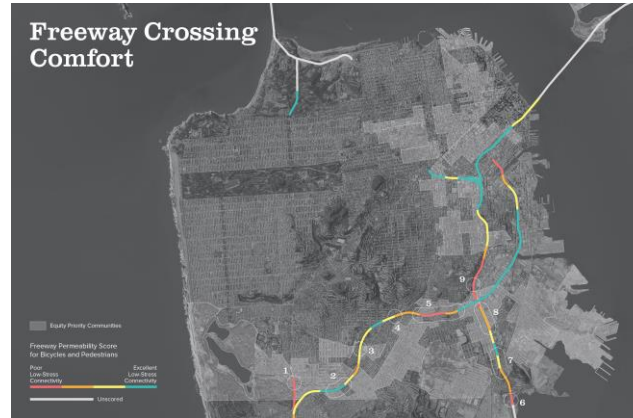 Freeway Crossing
Comfort
1
2
3
4
5
9
8
7
6
Equity Priority Communities
Freeway Permeability Score
for Bicycles and Pedestrians
Poor
Low-Stress
Connectivity
Excellent
Low-Stress
Connectivity
Unscored